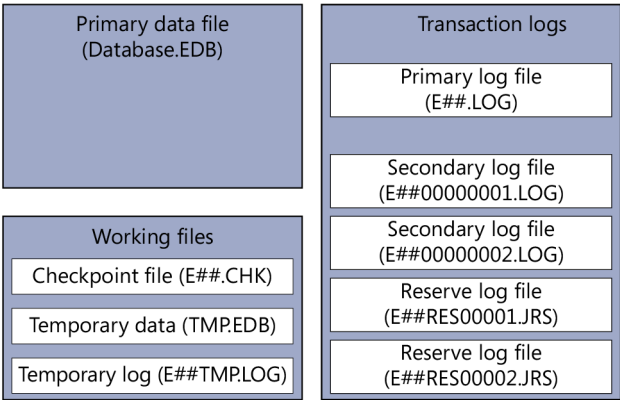 Primary data file
(Database.EDB)
Working files
Checkpoint file (E##.CHK)
Temporary data (TMP.EDB)
Temporary log (E##TMP.LOG)
Transaction logs
Primary log file
(E##.LOG)
Secondary log file
(E##00000001.LOG)
Secondary log file
(E##00000002.LOG)
Reserve log file
(E##RES00001.JRS)
Reserve log file
(E##RES00002.JRS)